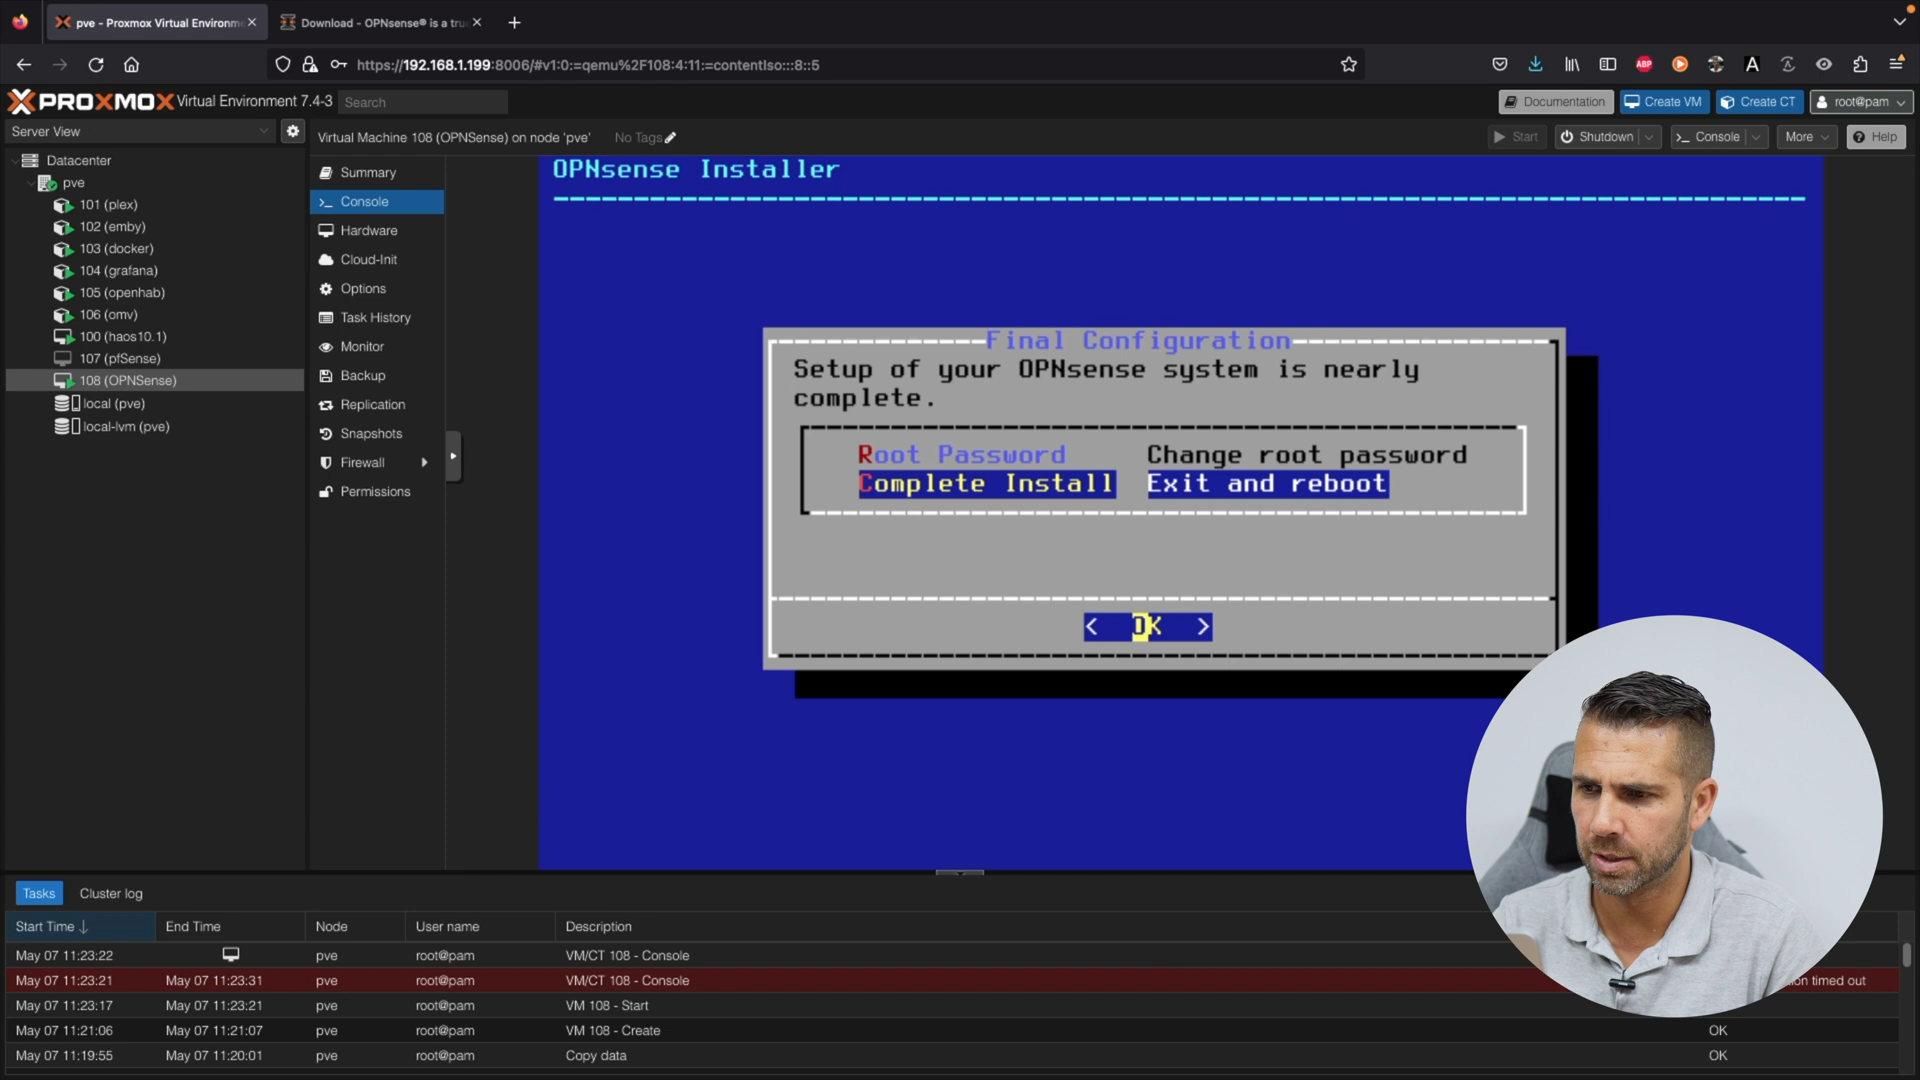 pve - Proxmox Virtual Environm
Download - OPNsense® is a tru
https://192.168.1.199:8006/#v1:0:=qemu%2F108:4:11:=contentIso:::8::5
ABP
A
PROXMOX Virtual Environment 7.4-3
Search
Documentation
Create VM
Create CT
root@pam
Server View
Virtual Machine 108 (OPNSense) on node 'pve'
No Tags
Start
Shutdown
Console
More
Help
Datacenter
pve
101 (plex)
102 (emby)
103 (docker)
104 (grafana)
105 (openhab)
106 (omv)
100 (haos10.1)
107 (pfSense)
108 (OPNSense)
local (pve)
local-lvm (pve)
Summary
Console
Hardware
Cloud-Init
Options
Task History
Monitor
Backup
Replication
Snapshots
Firewall
Permissions
OPNsense Installer
Final Configuration
Setup of your OPNsense system is nearly
complete.
Root Password Change root password
Complete Install Exit and reboot
< OK >
Tasks
Cluster log
Start Time End Time Node User name Description
May 07 11:23:22 pve root@pam VM/CT 108 - Console
May 07 11:23:21 May 07 11:23:31 pve root@pam VM/CT 108 - Console timed out
May 07 11:23:17 May 07 11:23:21 pve root@pam VM 108 - Start
May 07 11:21:06 May 07 11:21:07 pve root@pam VM 108 - Create OK
May 07 11:19:55 May 07 11:20:01 pve root@pam Copy data OK